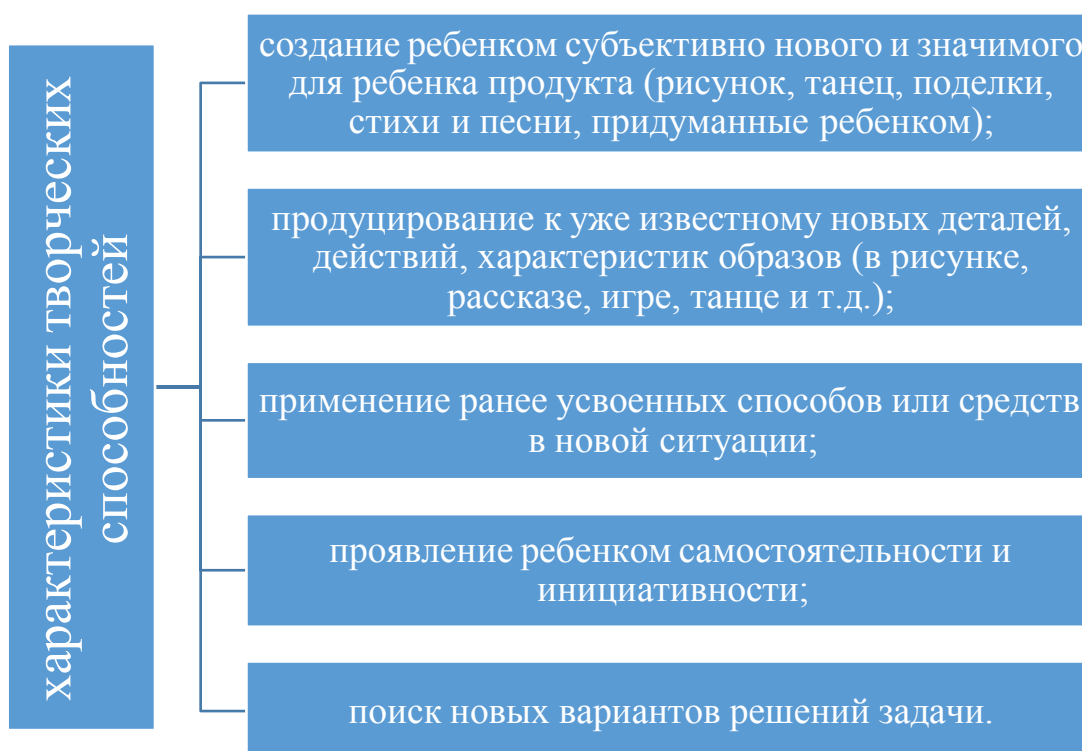 характеристики творческих
способностей
создание ребенком субъективно нового и значимого
для ребенка продукта (рисунок, танец, поделки,
стихи и песни, придуманные ребенком);
продуцирование к уже известному новых деталей,
действий, характеристик образов (в рисунке,
рассказе, игре, танце и т.д.);
применение ранее усвоенных способов или средств
в новой ситуации;
проявление ребенком самостоятельности и
инициативности;
поиск новых вариантов решений задачи.